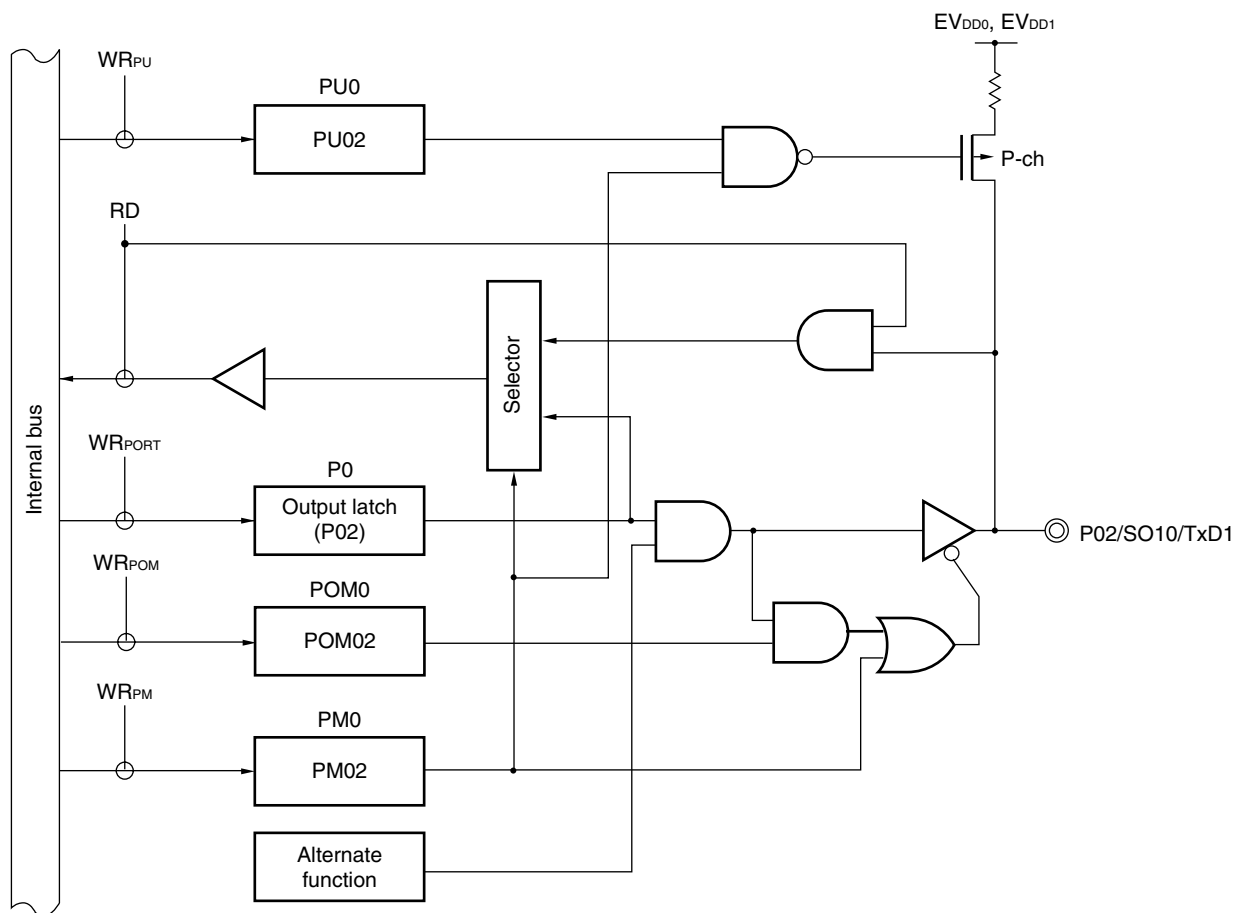 EVDD0, EVDD1
WRPU
PU0
PU02
P-ch
RD
Selector
Internal bus
WRPORT
P0
Output latch
(P02)
P02/SO10/TxD1
WRPOM
POM0
POM02
WRPM
PM0
PM02
Alternate
function